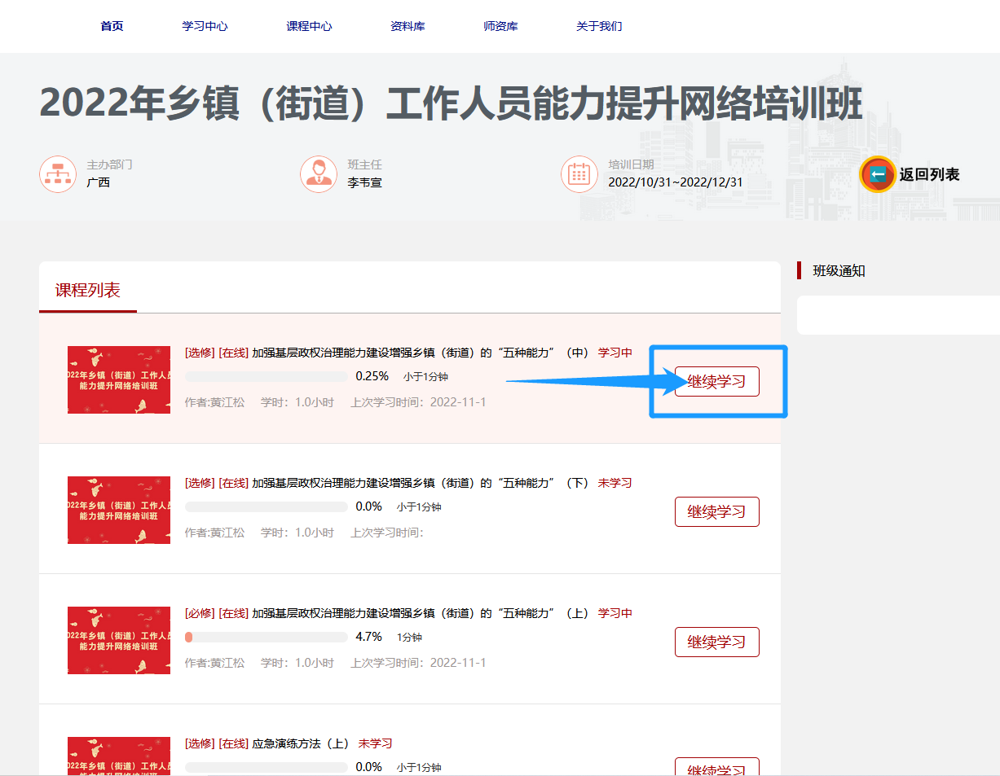 首页 学习中心 课程中心 资料库 师资库 关于我们
2022年乡镇（街道）工作人员能力提升网络培训班
主办部门
广西
班主任
李韦宣
培训日期
2022/10/31~2022/12/31
返回列表
课程列表
022年乡镇（街道）工作人员
能力提升网络培训班
[选修] [在线] 加强基层政权治理能力建设增强乡镇（街道）的“五种能力”（中） 学习中
0.25% 小于1分钟
作者:黄江松 学时：1.0小时 上次学习时间：2022-11-1
继续学习
022年乡镇（街道）工作人员
能力提升网络培训班
[选修] [在线] 加强基层政权治理能力建设增强乡镇（街道）的“五种能力”（下） 未学习
0.0% 小于1分钟
作者:黄江松 学时：1.0小时 上次学习时间：
继续学习
022年乡镇（街道）工作人员
能力提升网络培训班
[必修] [在线] 加强基层政权治理能力建设增强乡镇（街道）的“五种能力”（上） 学习中
4.7% 1分钟
作者:黄江松 学时：1.0小时 上次学习时间：2022-11-1
继续学习
022年乡镇（街道）工作人员
能力提升网络培训班
[选修] [在线] 应急演练方法（上） 未学习
0.0% 小于1分钟
继续学习
班级通知